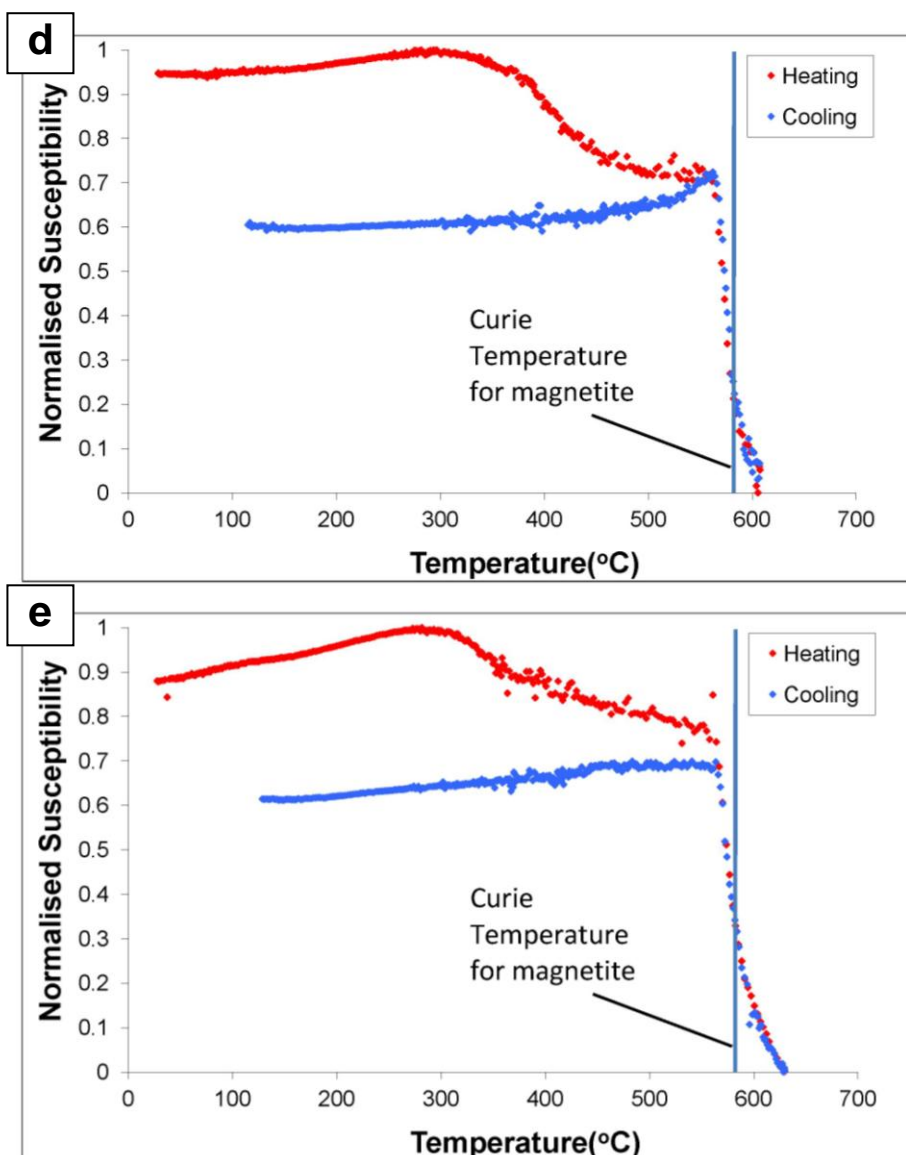 d
1
0.9
0.8
0.7
0.6
0.5
0.4
0.3
0.2
0.1
0
Normalised Susceptibility
Heating
Cooling
Curie
Temperature
for magnetite
0 100 200 300 400 500 600 700
Temperature(°C)
e
1
0.9
0.8
0.7
0.6
0.5
0.4
0.3
0.2
0.1
0
Normalised Susceptibility
Heating
Cooling
Curie
Temperature
for magnetite
0 100 200 300 400 500 600 700
Temperature(°C)